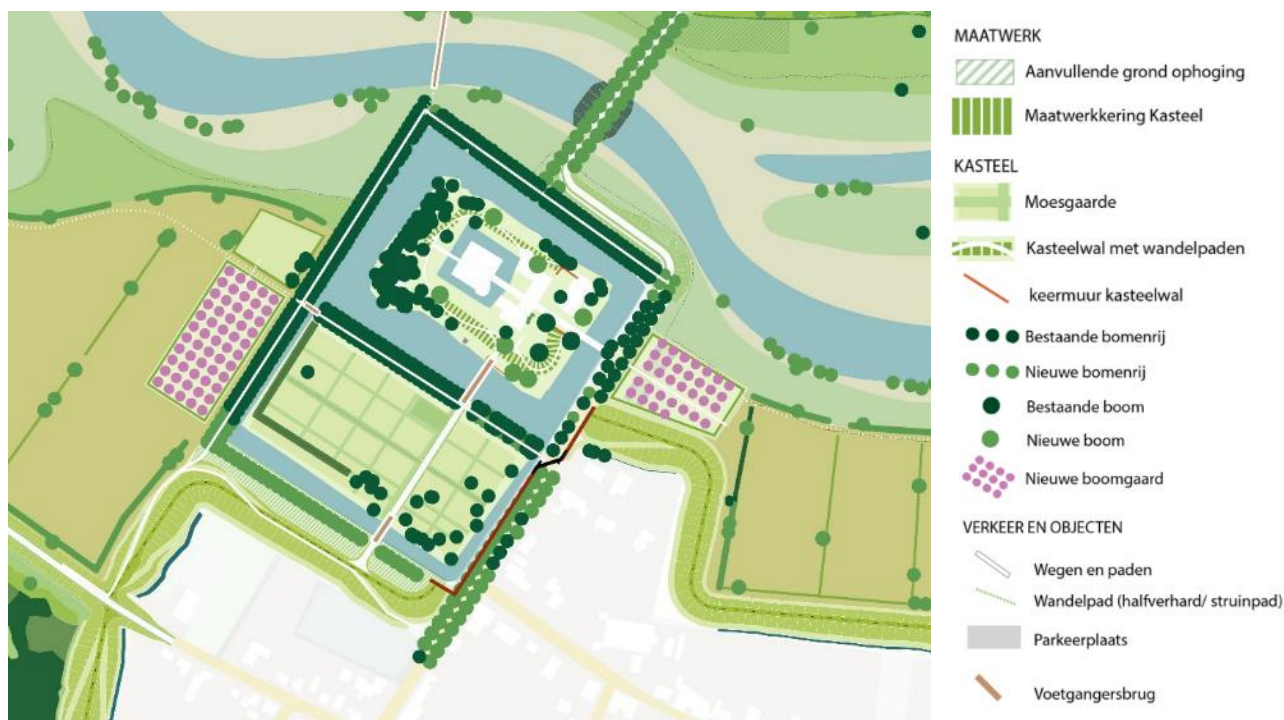 MAATWERK
Aanvullende grond ophoging
Maatwerkkering Kasteel
KASTEEL
Moesgaarde
Kasteelwal met wandelpaden
keermuur kasteelwal
Bestaande bomenrij
Nieuwe bomenrij
Bestaande boom
Nieuwe boom
Nieuwe boomgaard
VERKEER EN OBJECTEN
Wegen en paden
Wandelpad (halfverhard/ struinpad)
Parkeerplaats
Voetgangersbrug